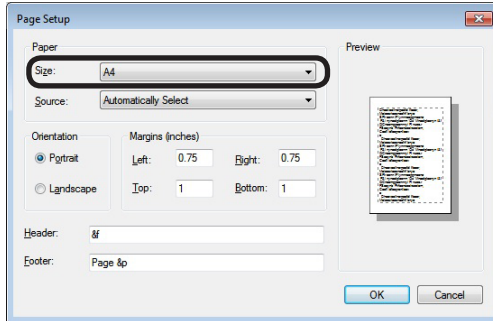 Page Setup
Paper
Preview
Size: A4
Source: Automatically Select
Orientation
Margins (inches)
Portrait
Left: 0.75 Right: 0.75
Landscape
Top: 1 Bottom: 1
Header: &f
Footer: Page &p
OK Cancel